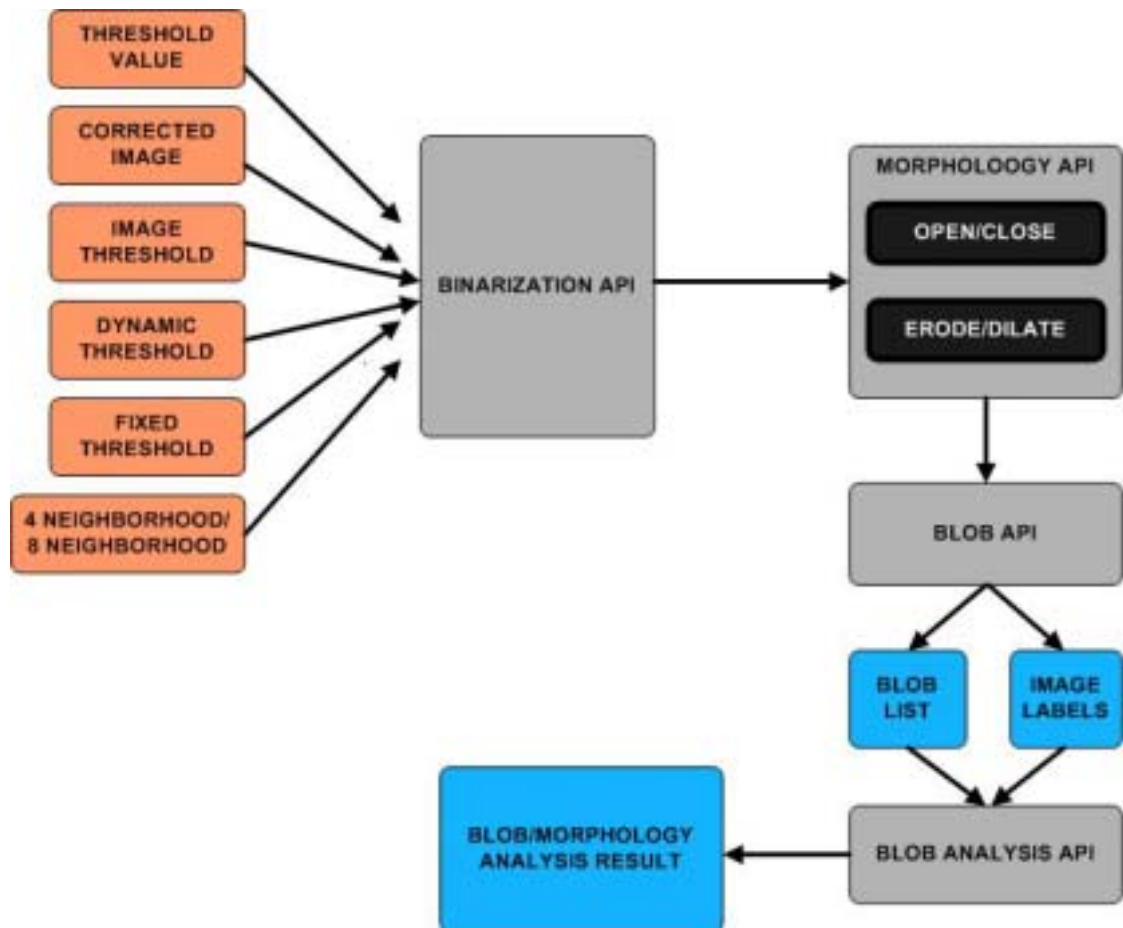 THRESHOLD
VALUE
CORRECTED
IMAGE
IMAGE
THRESHOLD
DYNAMIC
THRESHOLD
FIXED
THRESHOLD
4 NEIGHBORHOOD/
8 NEIGHBORHOOD
BINARIZATION API
MORPHOLOOGY API
OPEN/CLOSE
ERODE/DILATE
BLOB API
BLOB
LIST
IMAGE
LABELS
BLOB ANALYSIS API
BLOB/MORPHOLOGY
ANALYSIS RESULT